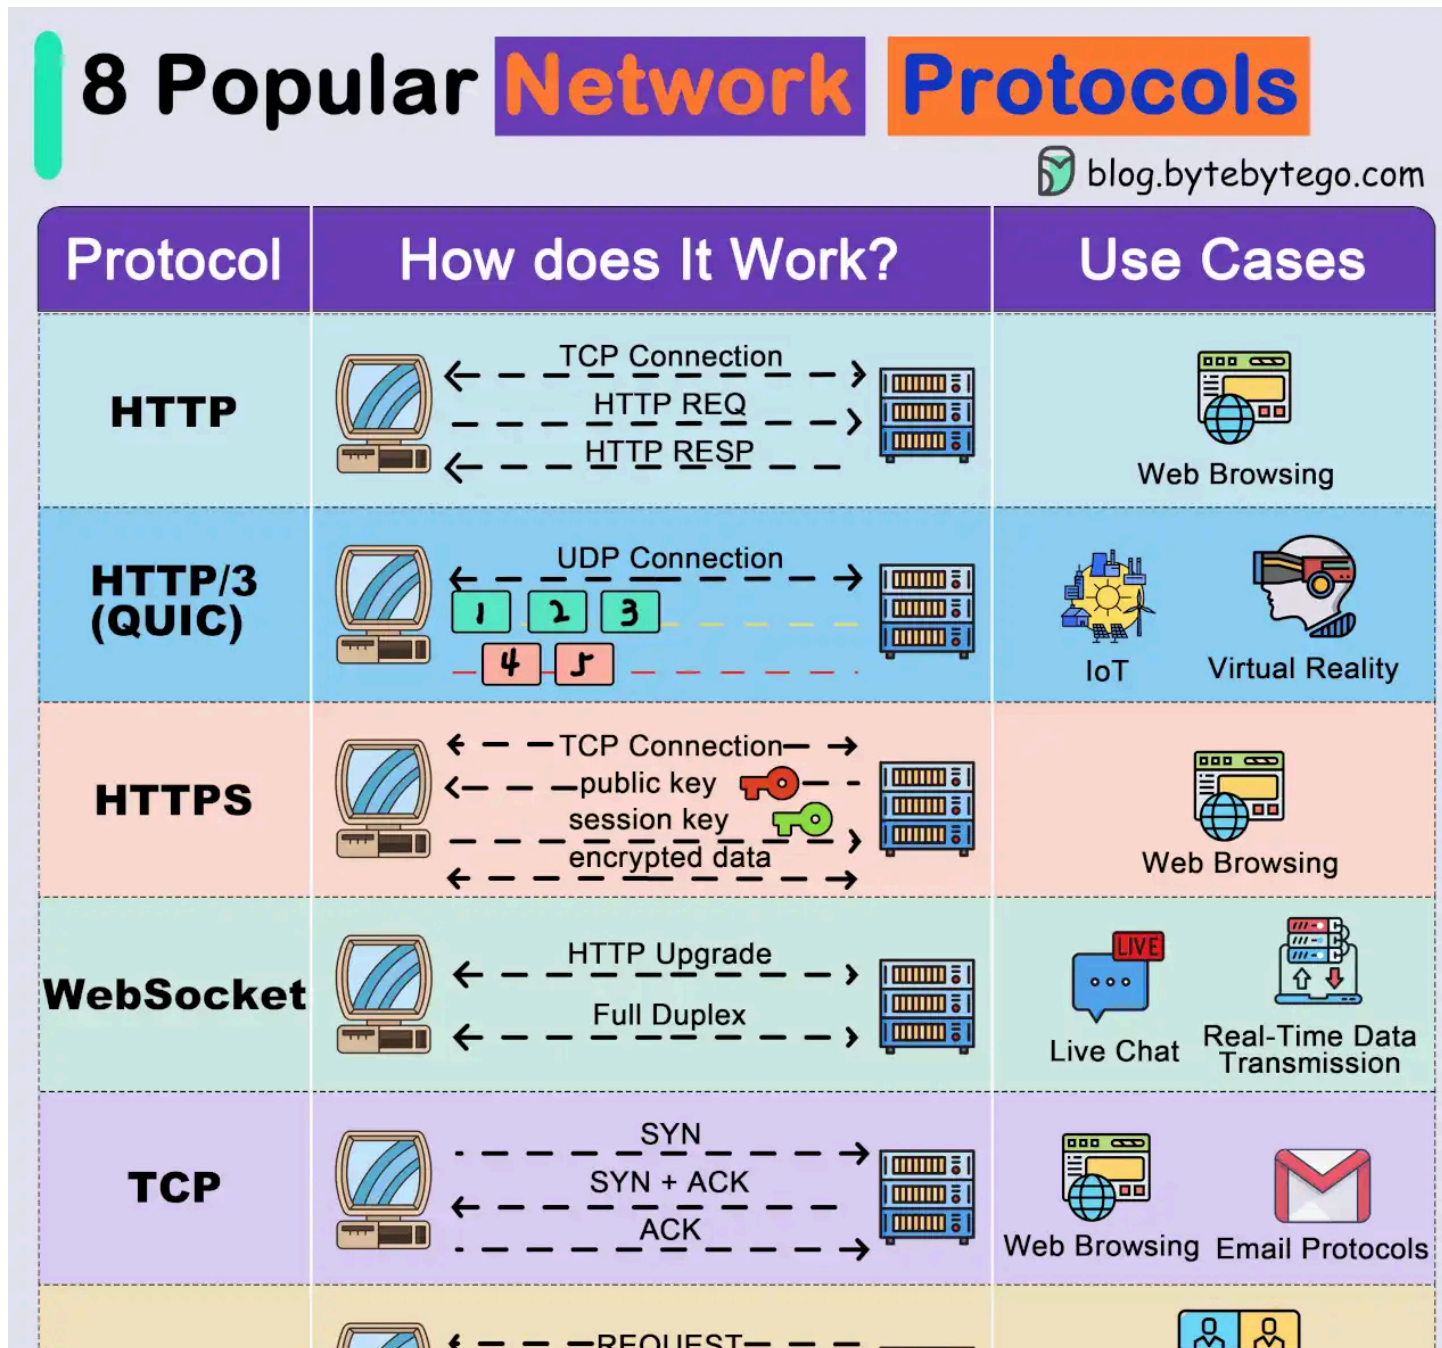 8 Popular Network Protocols
blog.bytebytego.com
Protocol
How does It Work?
Use Cases
HTTP
TCP Connection
HTTP REQ
HTTP RESP
Web Browsing
HTTP/3
(QUIC)
UDP Connection
1 2 3
4 5
IoT
Virtual Reality
HTTPS
TCP Connection
public key
session key
encrypted data
Web Browsing
WebSocket
HTTP Upgrade
Full Duplex
LIVE
Live Chat
Real-Time Data
Transmission
TCP
SYN
SYN + ACK
ACK
Web Browsing
Email Protocols
REQUEST